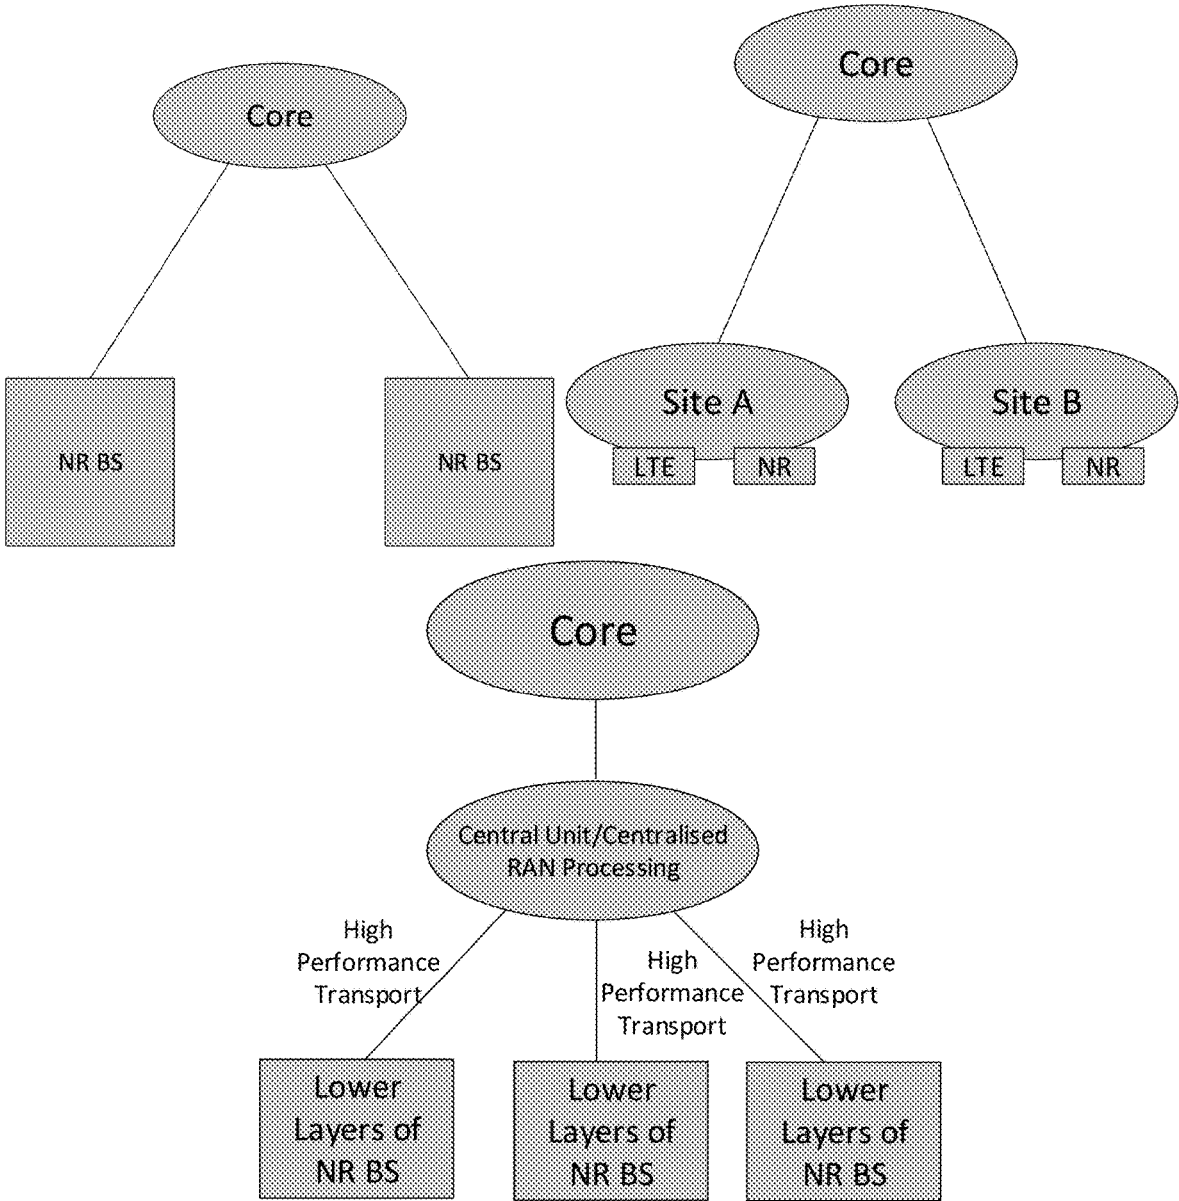 Core
NR BS
NR BS
Core
Site A
LTE
NR
Site B
LTE
NR
Core
Central Unit/Centralised
RAN Processing
High
Performance
Transport
High
Performance
Transport
High
Performance
Transport
Lower
Layers of
NR BS
Lower
Layers of
NR BS
Lower
Layers of
NR BS